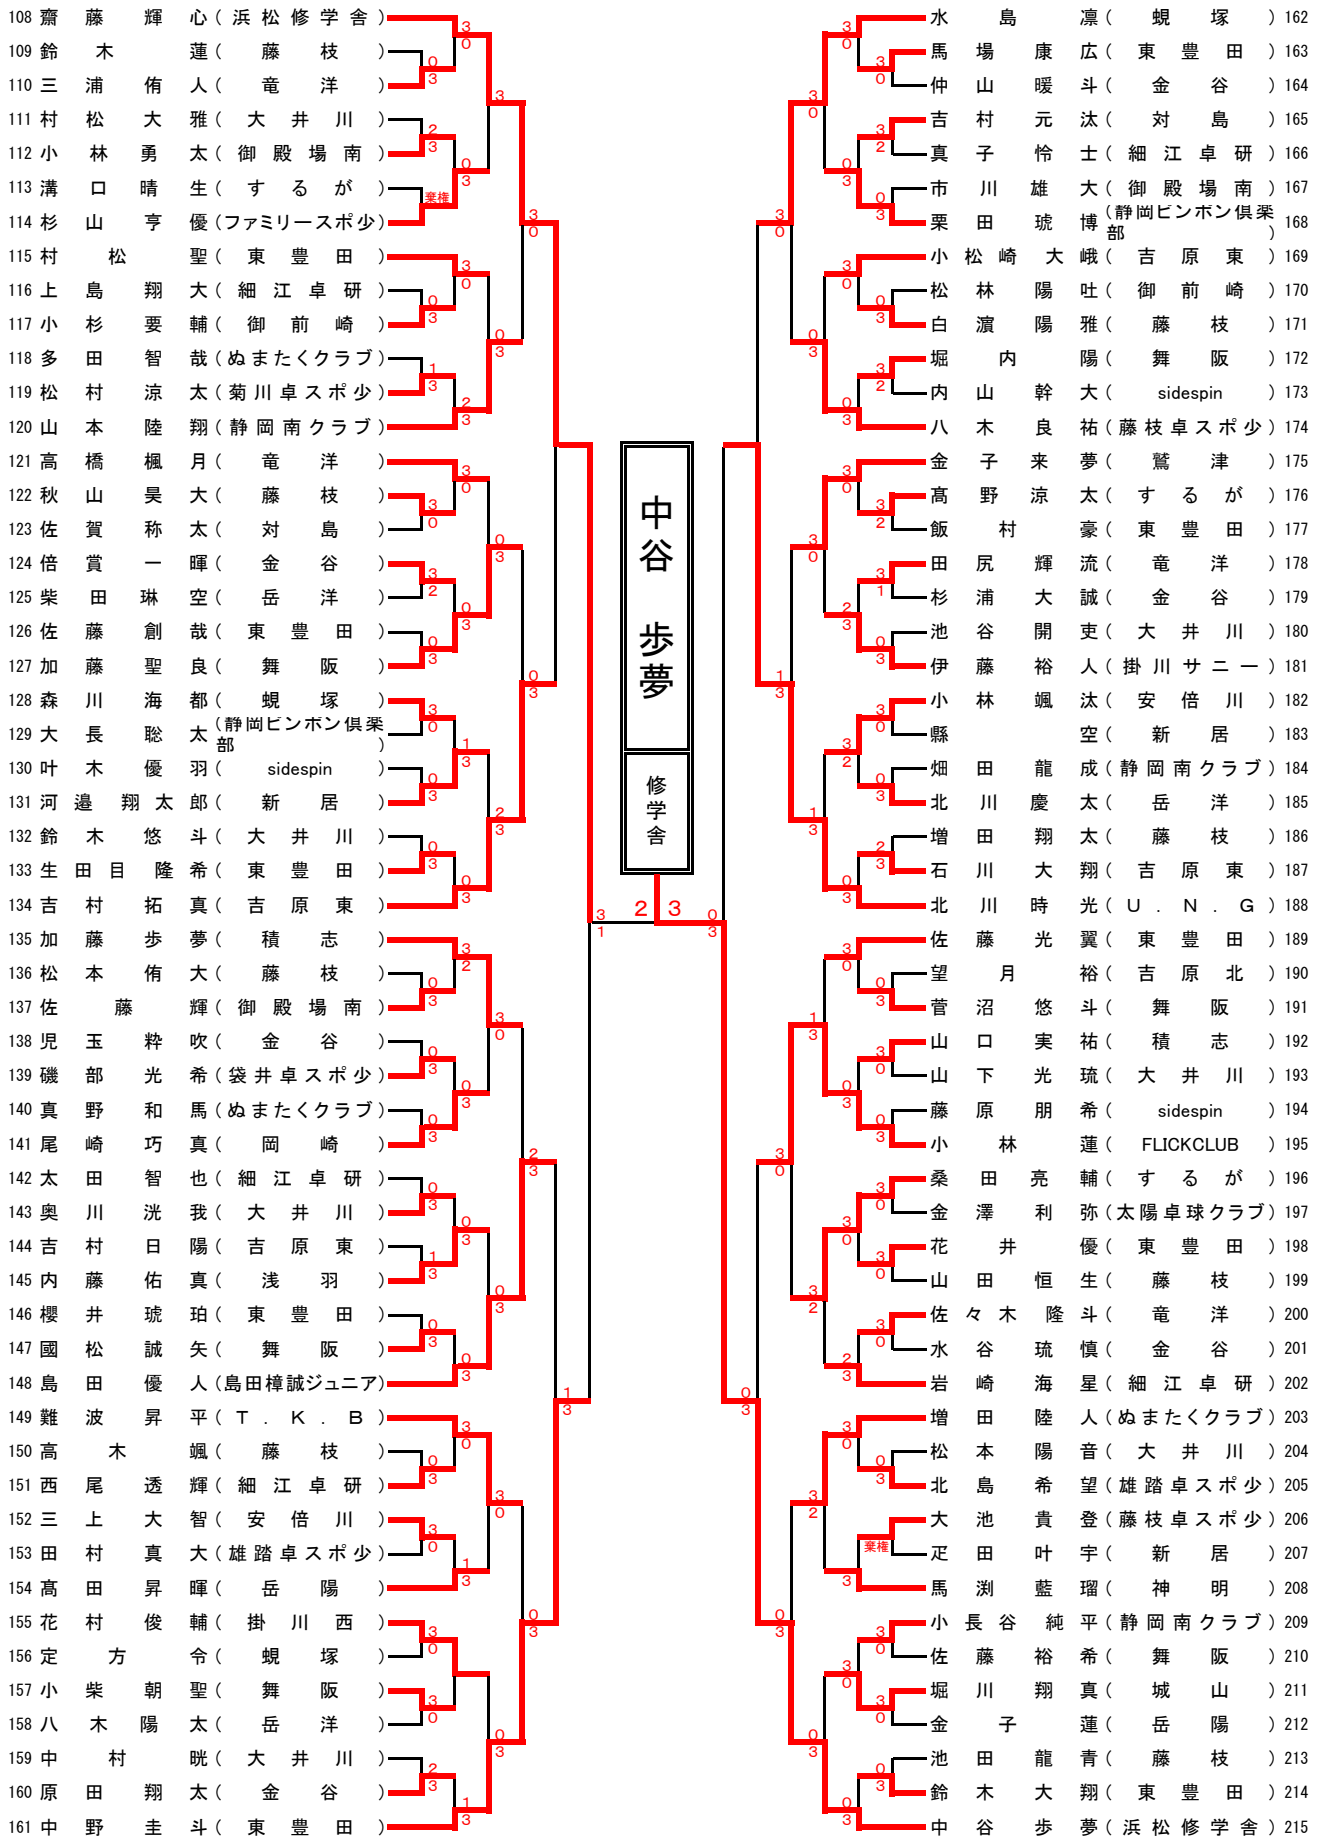 108 齋藤輝心(浜松修学舎)
109 鈴木蓮(藤枝)
110 三浦侑人(竜洋)
111 村松大雅(大井川)
112 小林勇太(御殿場南)
113 溝口晴生(するが)
114 杉山亨優(ファミリースポ少)
115 村松聖(東豊田)
116 上島翔大(細江卓研)
117 小杉要輔(御前崎)
118 多田智哉(ぬまたくクラブ)
119 松村涼太(菊川卓スポ少)
120 山本陸翔(静岡南クラブ)
121 高橋楓月(竜洋)
122 秋山昊大(藤枝)
123 佐賀称太(対島)
124 倍賞一暉(金谷)
125 柴田琳空(岳洋)
126 佐藤創哉(東豊田)
127 加藤聖良(舞阪)
128 森川海都(蜆塚)
129 大長聡太(静岡ピンポン倶楽部)
130 叶木優羽(sidespin)
131 河邉翔太郎(新居)
132 鈴木悠斗(大井川)
133 生田目隆希(東豊田)
134 吉村拓真(吉原東)
135 加藤歩夢(積志)
136 松本侑大(藤枝)
137 佐藤輝(御殿場南)
138 児玉粋吹(金谷)
139 磯部光希(袋井卓スポ少)
140 真野和馬(ぬまたくクラブ)
141 尾崎巧真(岡崎)
142 太田智也(細江卓研)
143 奥川洸我(大井川)
144 吉村日陽(吉原東)
145 内藤佑真(浅羽)
146 櫻井琥珀(東豊田)
147 國松誠矢(舞阪)
148 島田優人(島田樟誠ジュニア)
149 難波昇平(T.K.B)
150 高木颯(藤枝)
151 西尾透輝(細江卓研)
152 三上大智(安倍川)
153 田村真大(雄踏卓スポ少)
154 髙田昇暉(岳陽)
155 花村俊輔(掛川西)
156 定方令(蜆塚)
157 小柴朝聖(舞阪)
158 八木陽太(岳洋)
159 中村晄(大井川)
160 原田翔太(金谷)
161 中野圭斗(東豊田)
棄権
中谷 歩夢
修学舎
2 3
3 1
0 3
水島凛(蜆塚)162
馬場康広(東豊田)163
仲山暖斗(金谷)164
吉村元汰(対島)165
真子怜士(細江卓研)166
市川雄大(御殿場南)167
栗田琥博(静岡ピンポン倶楽部)168
小松崎大峨(吉原東)169
松林陽吐(御前崎)170
白濵陽雅(藤枝)171
堀内陽(舞阪)172
内山幹大(sidespin)173
八木良祐(藤枝卓スポ少)174
金子来夢(鷲津)175
髙野涼太(するが)176
飯村豪(東豊田)177
田尻輝流(竜洋)178
杉浦大誠(金谷)179
池谷開吏(大井川)180
伊藤裕人(掛川サニー)181
小林颯汰(安倍川)182
縣空(新居)183
畑田龍成(静岡南クラブ)184
北川慶太(岳洋)185
増田翔太(藤枝)186
石川大翔(吉原東)187
北川時光(U.N.G)188
佐藤光翼(東豊田)189
望月裕(吉原北)190
菅沼悠斗(舞阪)191
山口実祐(積志)192
山下光琉(大井川)193
藤原朋希(sidespin)194
小林蓮(FLICKCLUB)195
桑田亮輔(するが)196
金澤利弥(太陽卓球クラブ)197
花井優(東豊田)198
山田恒生(藤枝)199
佐々木隆斗(竜洋)200
水谷琉慎(金谷)201
岩崎海星(細江卓研)202
増田陸人(ぬまたくクラブ)203
松本陽音(大井川)204
北島希望(雄踏卓スポ少)205
大池貴登(藤枝卓スポ少)206
疋田叶宇(新居)207
馬渕藍瑠(神明)208
小長谷純平(静岡南クラブ)209
佐藤裕希(舞阪)210
堀川翔真(城山)211
金子蓮(岳陽)212
池田龍青(藤枝)213
鈴木大翔(東豊田)214
中谷歩夢(浜松修学舎)215
棄権